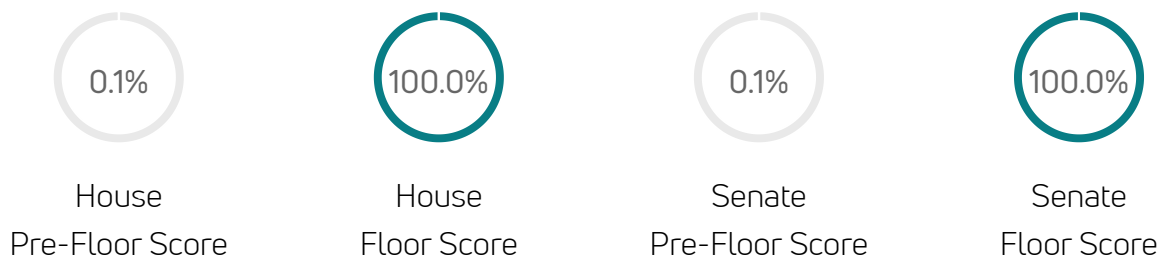 0.1%
House
Pre-Floor Score
100.0%
House
Floor Score
0.1%
Senate
Pre-Floor Score
100.0%
Senate
Floor Score